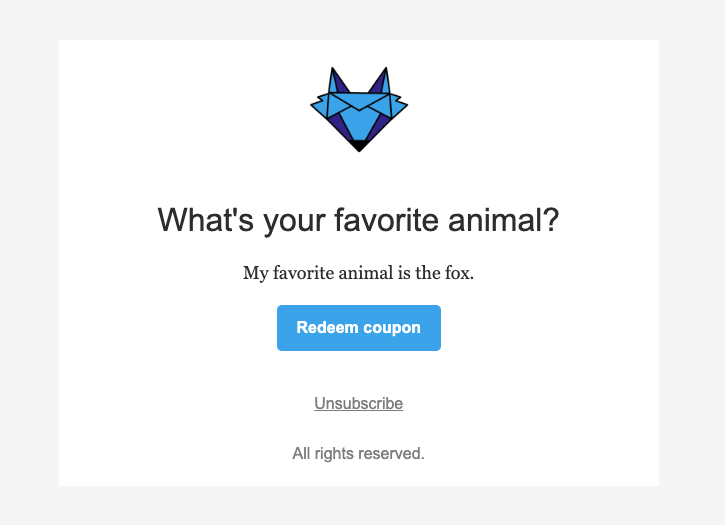 What's your favorite animal?
My favorite animal is the fox.
Redeem coupon
Unsubscribe
All rights reserved.